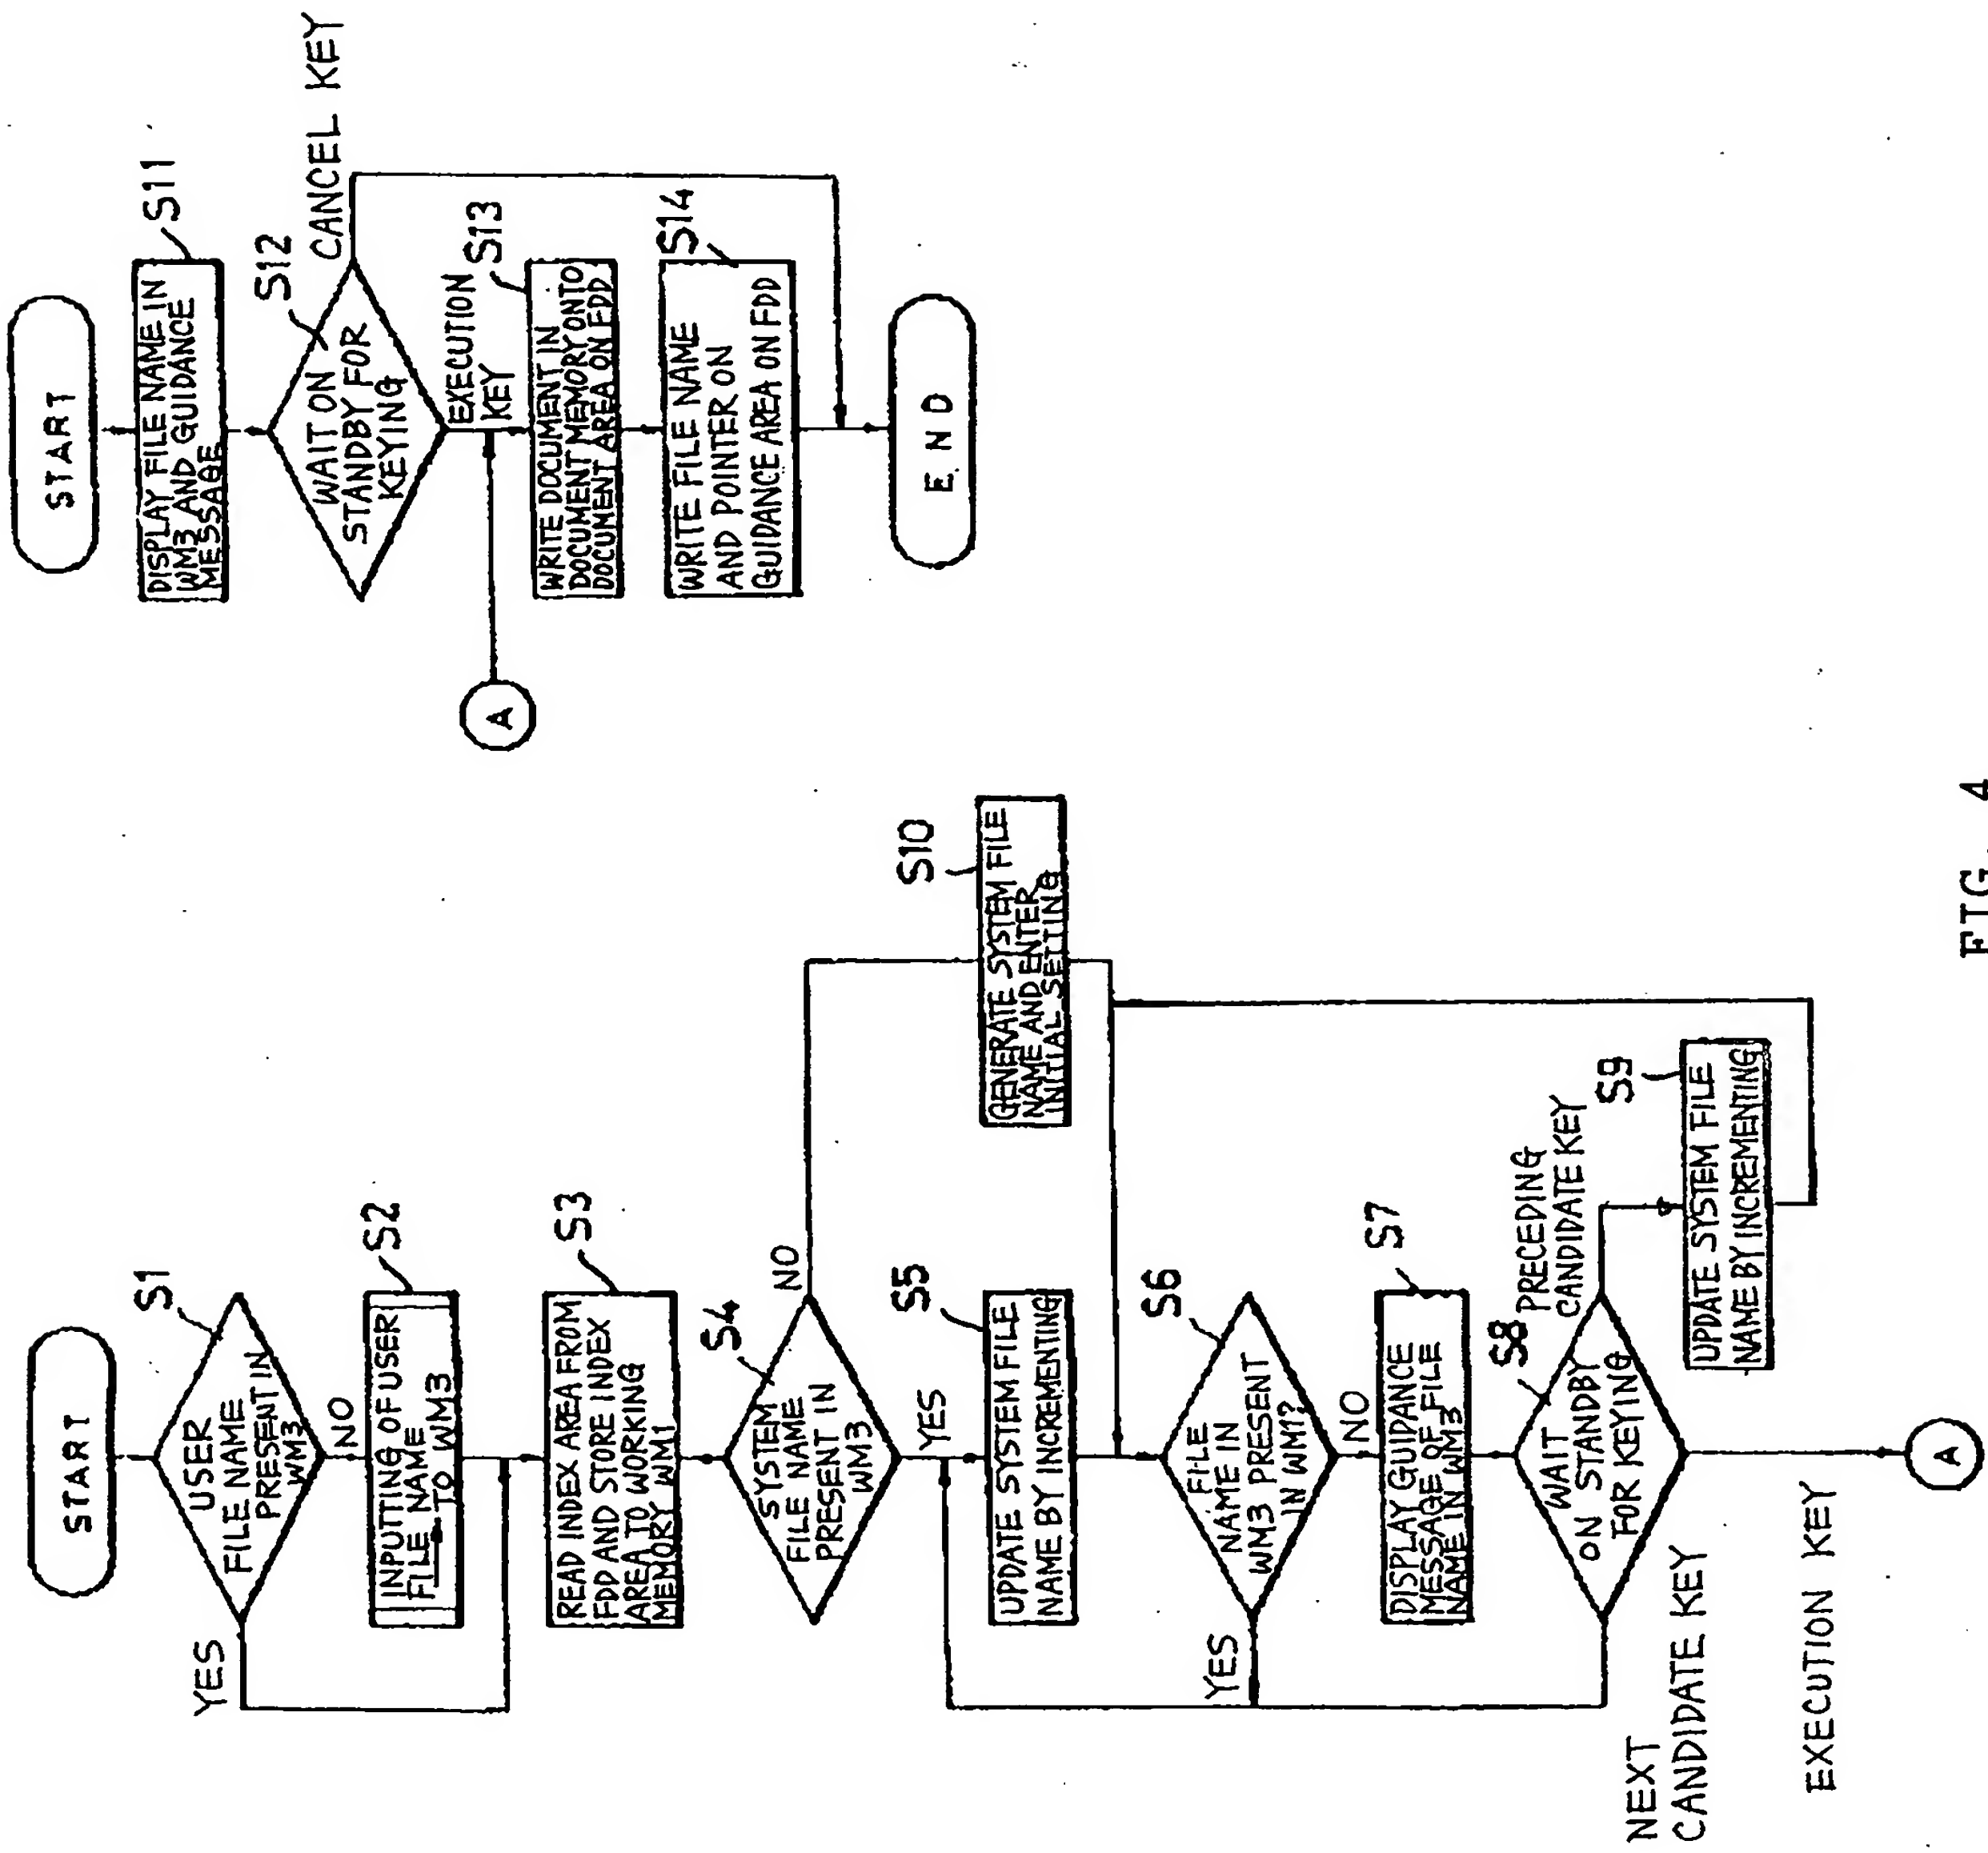 START
S1
USER
FILE NAME
PRESENT IN
WM3
YES
NO
S2
INPUTTING OF USER
FILE NAME
TO WM3
S3
READ INDEX AREA FROM
FDD AND STORE INDEX
AREA TO WORKING
MEMORY WM1
S4
SYSTEM
FILE NAME
PRESENT IN
WM3
NO
YES
S5
UPDATE SYSTEM FILE
NAME BY INCREMENTING
S10
GENERATE SYSTEM FILE
NAME AND ENTER
INITIAL SETTING
S6
FILE
NAME IN
WM3 PRESENT
IN WM1?
YES
NO
S7
DISPLAY GUIDANCE
MESSAGE OF FILE
NAME IN WM3
S8
WAIT
ON STANDBY
FOR KEYING
PRECEDING
CANDIDATE KEY
S9
UPDATE SYSTEM FILE
NAME BY INCREMENTING
NEXT
CANDIDATE KEY
EXECUTION KEY
A
START
S11
DISPLAY FILE NAME IN
WM3 AND GUIDANCE
MESSAGE
S12
WAIT ON
STANDBY FOR
KEYING
CANCEL KEY
EXECUTION
KEY
A
S13
WRITE DOCUMENT IN
DOCUMENT MEMORY ONTO
DOCUMENT AREA ON FDD
S14
WRITE FILE NAME
AND POINTER ON
GUIDANCE AREA ON FDD
END
FIG. 4